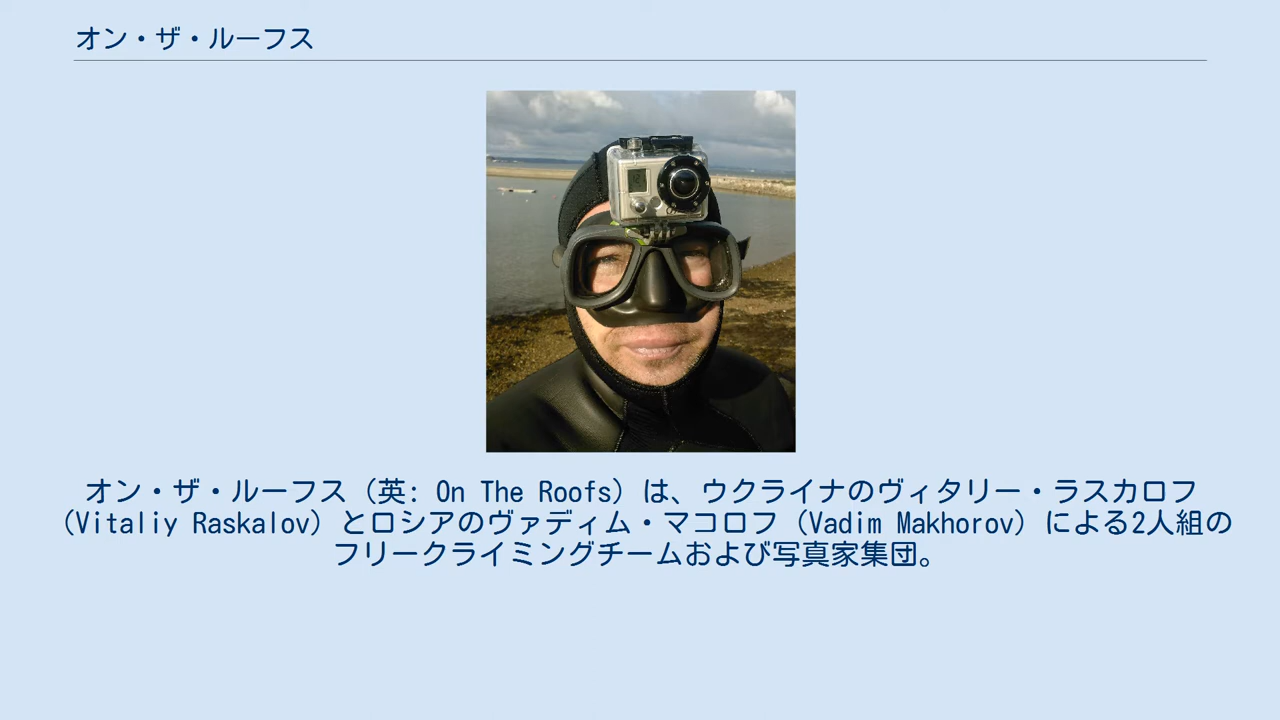 オン・ザ・ルーフス
オン・ザ・ルーフス（英: On The Roofs）は、ウクライナのヴィタリー・ラスカロフ
（Vitaliy Raskalov）とロシアのヴァディム・マコロフ（Vadim Makhorov）による2人組の
フリークライミングチームおよび写真家集団。